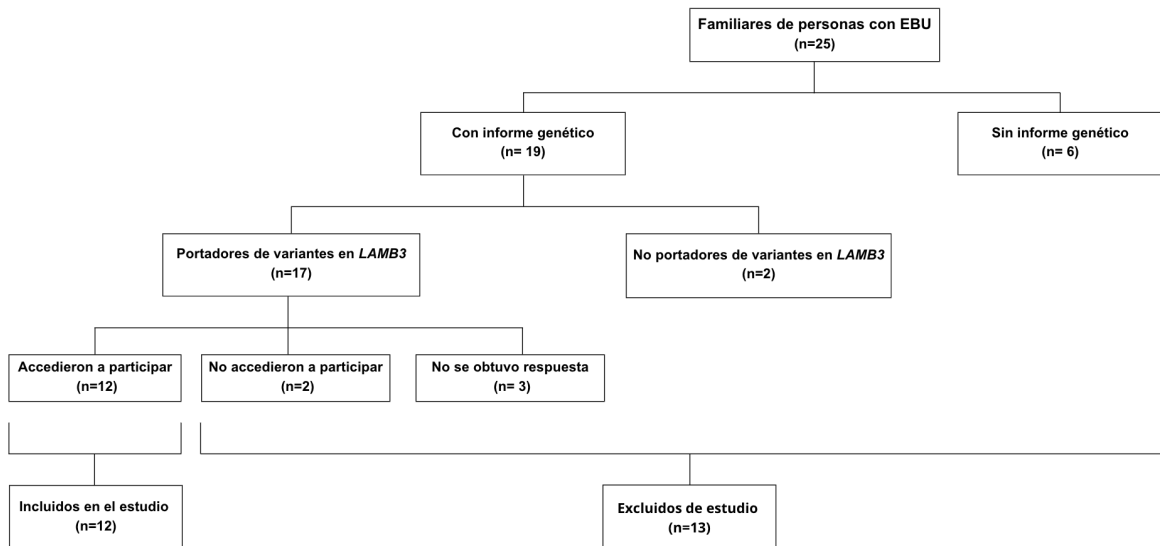 Familiares de personas con EBU
(n=25)
Con informe genético
(n= 19)
Sin informe genético
(n= 6)
Portadores de variantes en LAMB3
(n=17)
No portadores de variantes en LAMB3
(n=2)
Accedieron a participar
(n=12)
No accedieron a participar
(n=2)
No se obtuvo respuesta
(n= 3)
Incluidos en el estudio
(n=12)
Excluidos de estudio
(n=13)